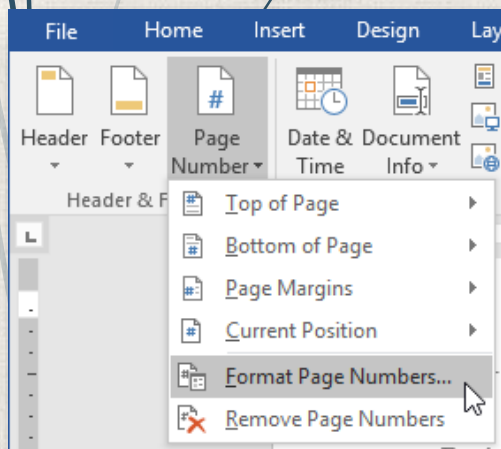 File Home Insert Design Lay
Header Footer Page Number Date & Time Document Info
Header & F
Top of Page
Bottom of Page
Page Margins
Current Position
Format Page Numbers...
Remove Page Numbers